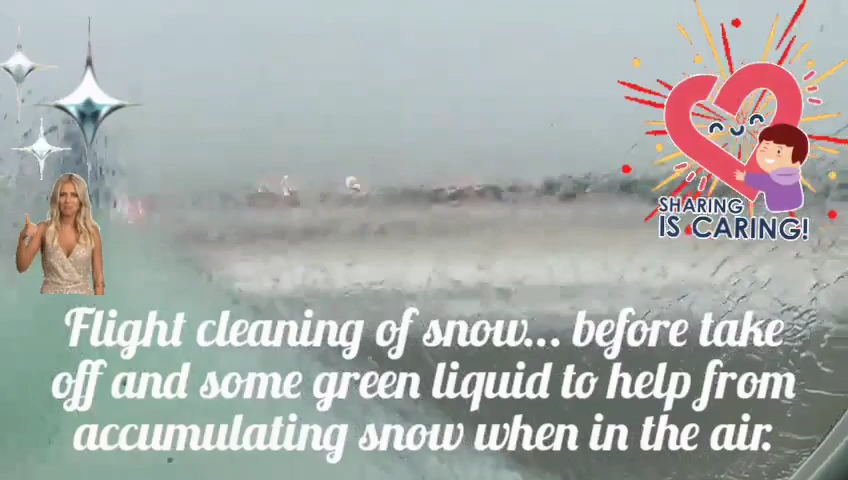 SHARING
IS CARING!
Flight cleaning of snow... before take
off and some green liquid to help from
accumulating snow when in the air.